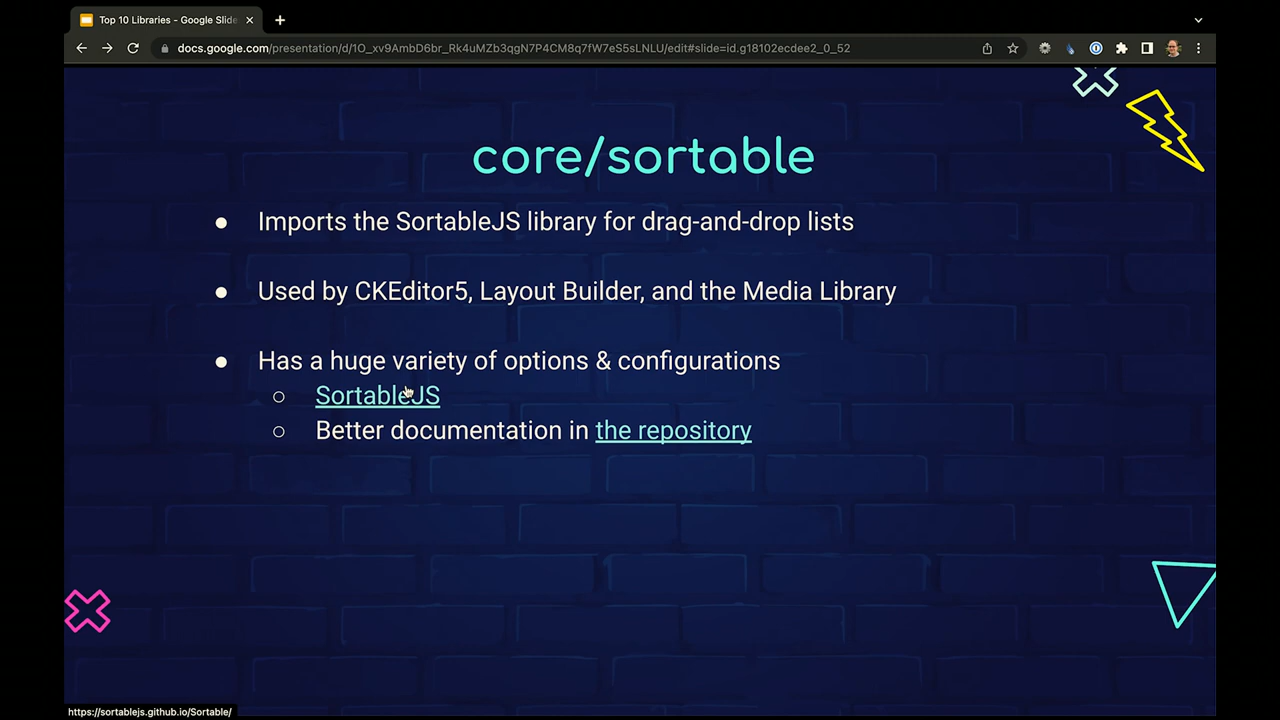 Top 10 Libraries - Google Slide
docs.google.com/presentation/d/1O_xv9AmbD6br_Rk4uMZb3qgN7P4CM8q7fW7eS5sLNLU/edit#slide=id.g18102ecdee2_0_52
core/sortable
● Imports the SortableJS library for drag-and-drop lists
● Used by CKEditor5, Layout Builder, and the Media Library
● Has a huge variety of options & configurations
○ SortableJS
○ Better documentation in the repository
https://sortablejs.github.io/Sortable/